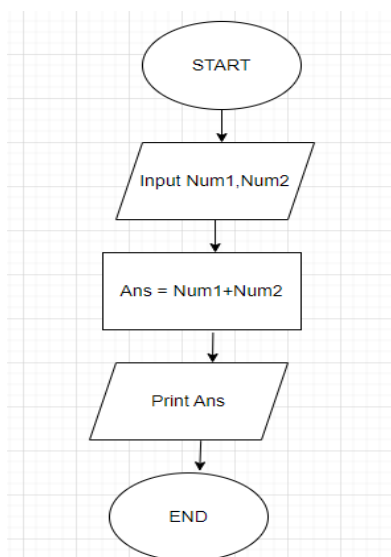 START
Input Num1,Num2
Ans = Num1+Num2
Print Ans
END